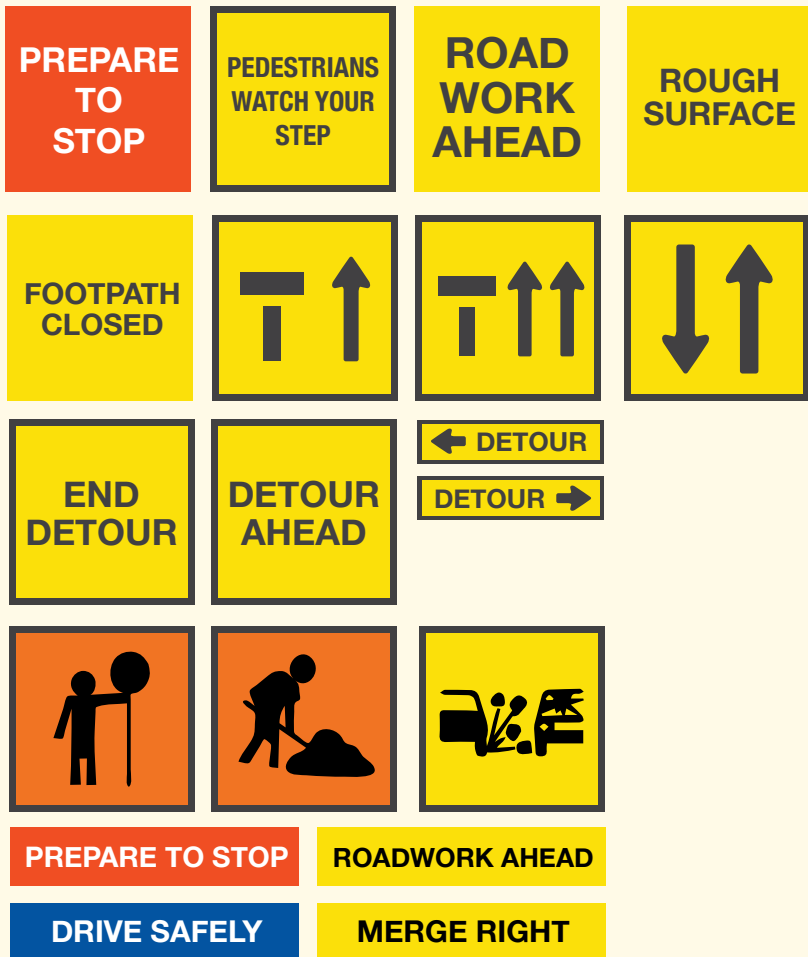 PREPARE
TO
STOP
PEDESTRIANS
WATCH YOUR
STEP
ROAD
WORK
AHEAD
ROUGH
SURFACE
FOOTPATH
CLOSED
END
DETOUR
DETOUR
AHEAD
DETOUR
DETOUR
PREPARE TO STOP
ROADWORK AHEAD
DRIVE SAFELY
MERGE RIGHT